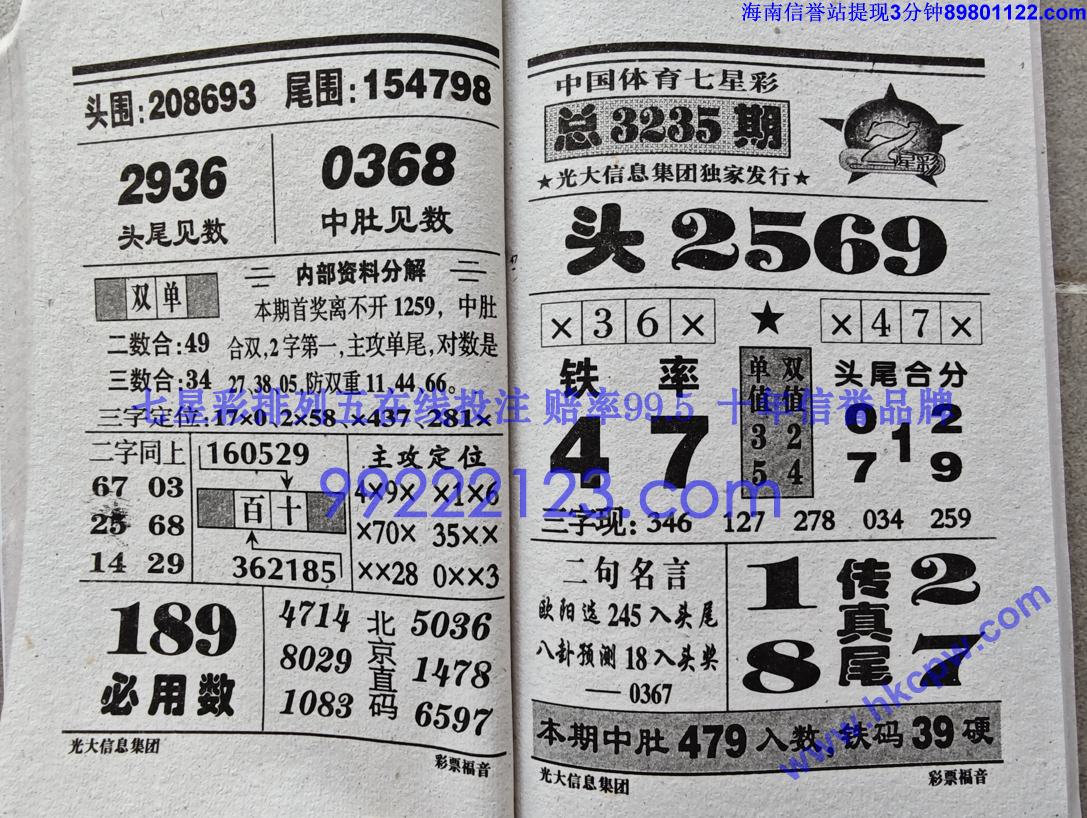 海南信誉站提现3分钟89801122.com
头围:208693 尾围:154798
2936
头尾见数
0368
中肚见数
双单
二数合:49
三数合:34
内部资料分解
本期首奖离不开1259，中肚
合双,2字第一,主攻单尾,对数是
27.38.05,防双重11、44、66。
三字定位:17×0、2×58、×437、281×
二字同上
67 03
25 68
14 29
160529
百十
362185
主攻定位
4×9× ×1×6
×70× 35××
××28 0××3
189
必用数
4714
8029
1083
北京直码
5036
1478
6597
光大信息集团
彩票福音
47
中国体育七星彩
总3235期
★光大信息集团独家发行★
7
星彩
头2569
×36× ★ ×47×
铁率
47
单值35
双值24
头尾合分
0 2
1
7 9
三字现: 346 127 278 034 259
二句名言
欧阳选245入头尾
八卦预测18入头奖
——0367
1 2
传真尾
8 7
本期中肚479入数,铁码39硬
光大信息集团
彩票福音
七星彩排列五在线投注 赔率99.5 十年信誉品牌
99222123.com
www.hkcpw.com